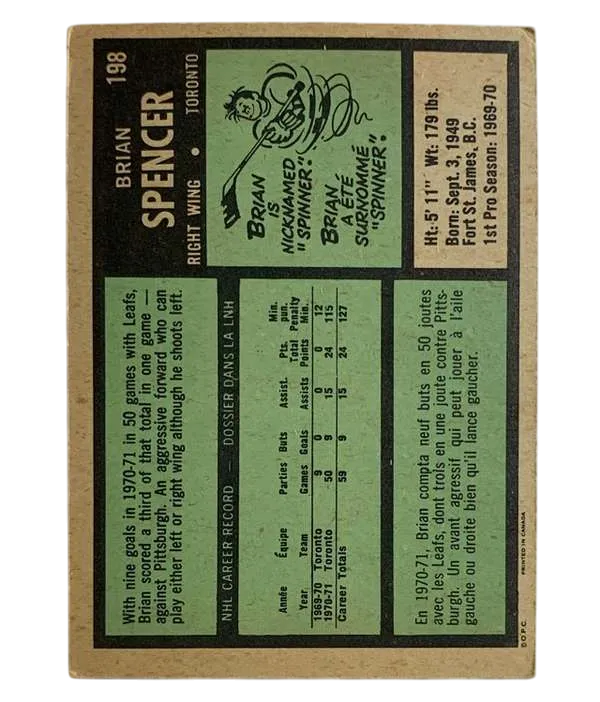 BRIAN 198
SPENCER
RIGHT WING • TORONTO
BRIAN
IS
NICKNAMED
"SPINNER".
BRIAN
A ÉTÉ
SURNOMMÉ
"SPINNER".
Ht: 5' 11" Wt: 179 lbs.
Born: Sept. 3, 1949
Fort St. James, B.C.
1st Pro Season: 1969-70
With nine goals in 1970-71 in 50 games with Leafs,
Brian scored a third of that total in one game —
against Pittsburgh. An aggressive forward who can
play either left or right wing although he shoots left.
NHL CAREER RECORD — DOSSIER DANS LA LNH
Min.
Pts. pun.
Année Équipe Parties Buts Assist. Total Penalty
Year Team Games Goals Assists Points Min.
1969-70 Toronto 9 0 0 0 12
1970-71 Toronto 50 9 15 24 115
Career Totals 59 9 15 24 127
En 1970-71, Brian compta neuf buts en 50 joutes
avec les Leafs, dont trois en une joute contre Pitts-
burgh. Un avant agressif qui peut jouer à l'aile
gauche ou droite bien qu'il lance gaucher.
O.P.C. PRINTED IN CANADA